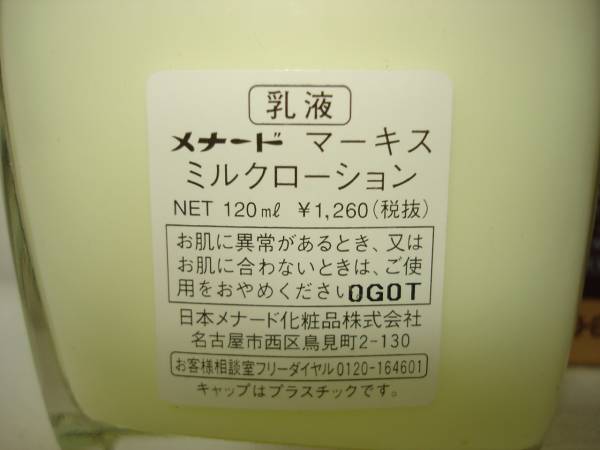 乳液
メナード マーキス
ミルクローション
NET 120ml ¥1,260(税抜)
お肌に異常があるとき、又は
お肌に合わないときは、ご使
用をおやめください
0G0T
日本メナード化粧品株式会社
名古屋市西区鳥見町2-130
お客様相談室フリーダイヤル0120-164601
キャップはプラスチックです。